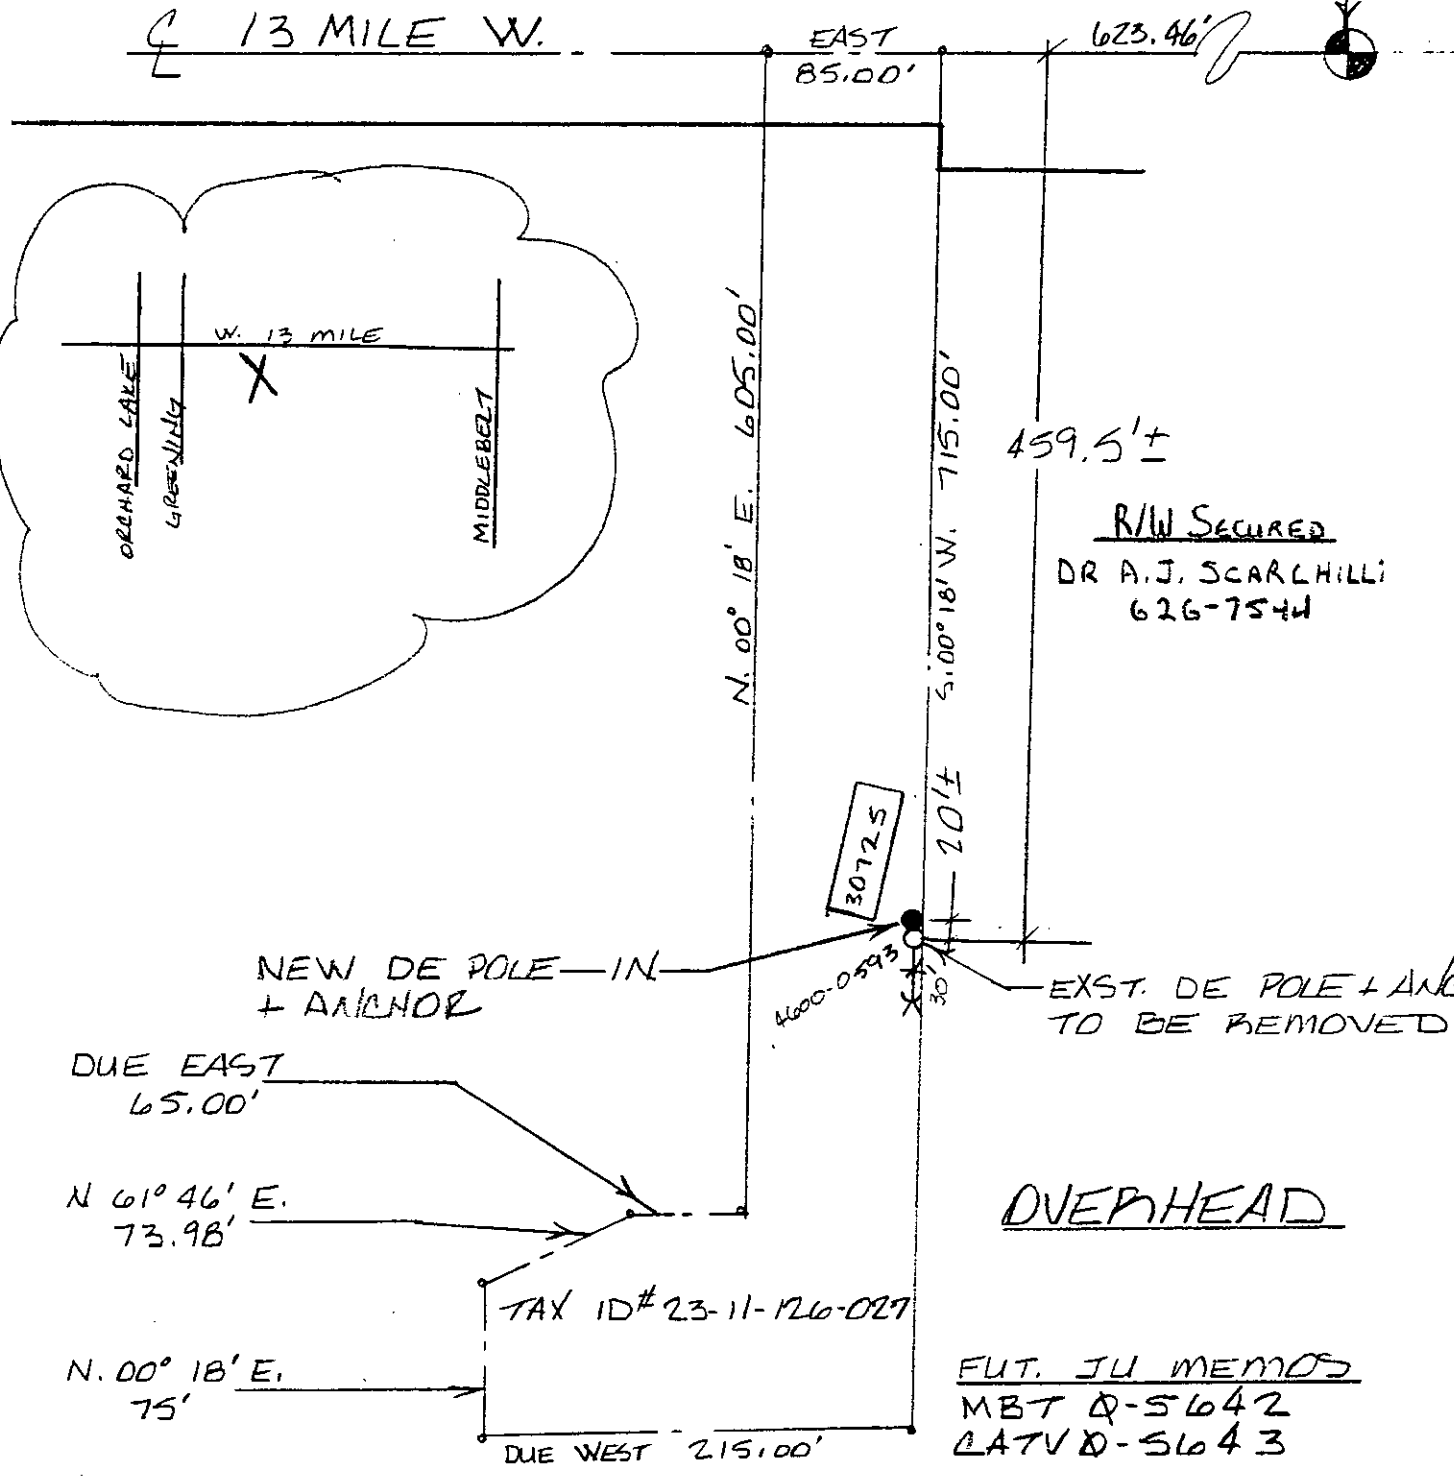 ℄ 13 MILE W.
EAST
85.00'
623.46'
W. 13 MILE
ORCHARD LAKE
GREENING
MIDDLEBELT
N. 00° 18' E. 605.00'
S. 00° 18' W. 715.00'
459.5'±
R/W SECURED
DR A.J. SCARCHILLI
626-7544
20'±
30725
NEW DE POLE—IN
+ ANCHOR
4600-0593
30'
EXST. DE POLE + ANC
TO BE REMOVED
DUE EAST
65.00'
N 61° 46' E.
73.98'
OVERHEAD
TAX ID# 23-11-126-027
N. 00° 18' E.
75'
DUE WEST 215.00'
FUT. JU MEMOS
MBT Q-5642
CATV Q-5643